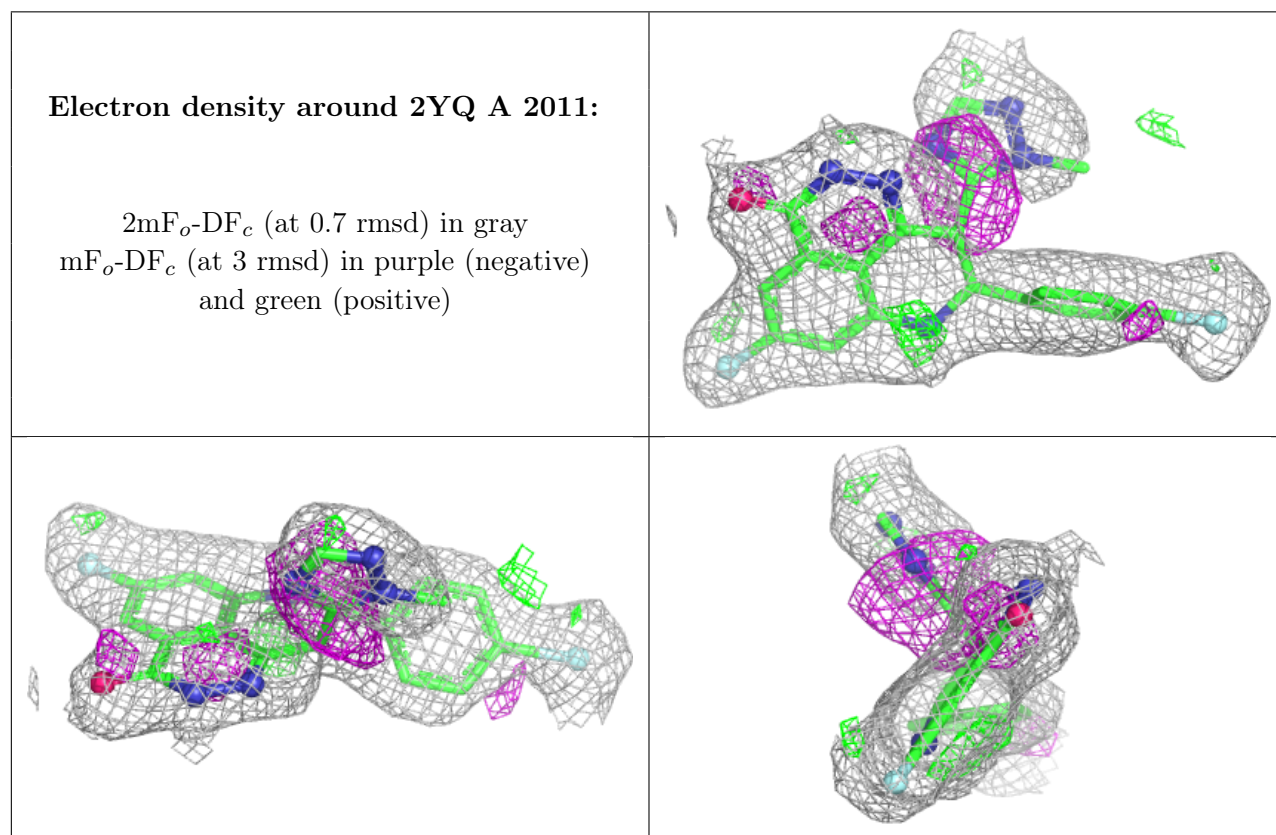 Electron density around 2YQ A 2011:
2mFₒ-DF𝒸 (at 0.7 rmsd) in gray
mFₒ-DF𝒸 (at 3 rmsd) in purple (negative)
and green (positive)